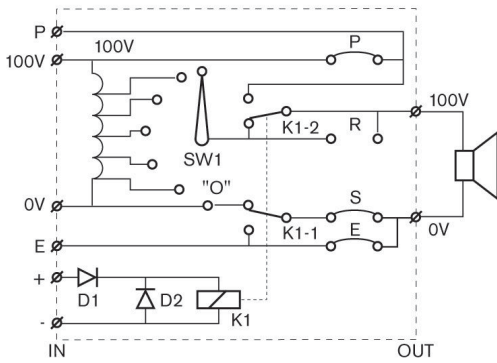 P
100V 100V P
100V
K1-2 R
SW1
"O" S
0V
K1-1 0V
E E
+
D1 D2 K1
-
IN OUT